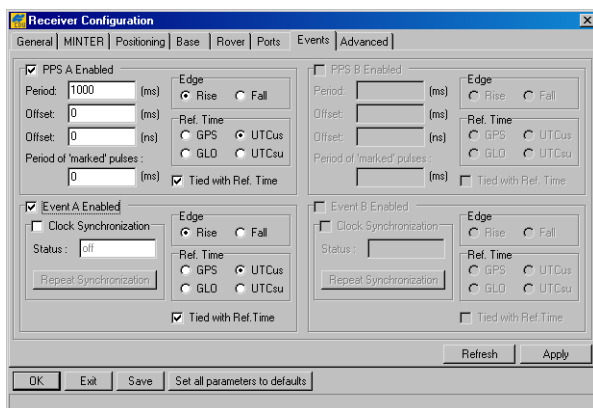 Receiver Configuration
General MINTER Positioning Base Rover Ports Events Advanced
PPS A Enabled
Period: 1000 (ms)
Offset: 0 (ms)
Offset: 0 (ns)
Period of 'marked' pulses :
0 (ms)
Edge
Rise Fall
Ref. Time
GPS UTCus
GLO UTCsu
Tied with Ref. Time
PPS B Enabled
Period: (ms)
Offset: (ms)
Offset: (ns)
Period of 'marked' pulses :
(ms)
Edge
Rise Fall
Ref. Time
GPS UTCus
GLO UTCsu
Tied with Ref. Time
Event A Enabled
Clock Synchronization
Status : off
Repeat Synchronization
Edge
Rise Fall
Ref. Time
GPS UTCus
GLO UTCsu
Tied with Ref.Time
Event B Enabled
Clock Synchronization
Status :
Repeat Synchronization
Edge
Rise Fall
Ref. Time
GPS UTCus
GLO UTCsu
Tied with Ref.Time
Refresh Apply
OK Exit Save Set all parameters to defaults